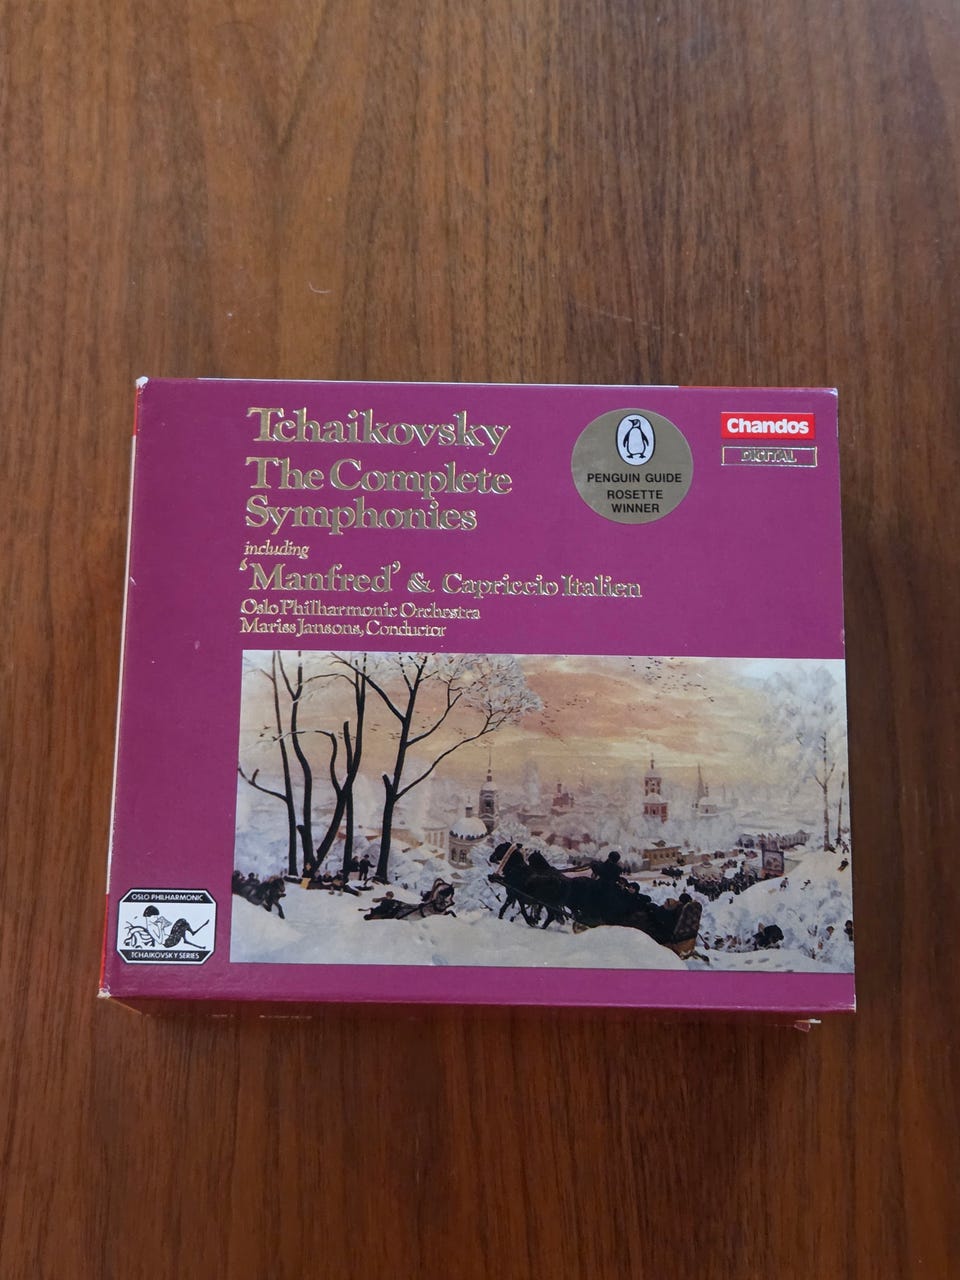 Tchaikovsky
The Complete
Symphonies
including
'Manfred' & Capriccio Italien
Oslo Philharmonic Orchestra
Mariss Jansons, Conductor
PENGUIN GUIDE
ROSETTE
WINNER
Chandos
DIGITAL
OSLO PHILHARMONIC
TCHAIKOVSKY SERIES